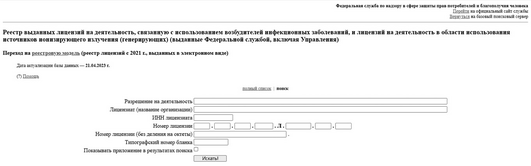 Федеральная служба по надзору в сфере защиты прав потребителей и благополучия человека
Перейти на официальный сайт службы
Вернуться на базовый поисковый сервер
Реестр выданных лицензий на деятельность, связанную с использованием возбудителей инфекционных заболеваний, и лицензий на деятельность в области использования
источников ионизирующего излучения (генерирующих) (выданные Федеральной службой, включая Управления)
Переход на реестровую модель (реестр лицензий с 2021 г., выданных в электронном виде)
Дата актуализации базы данных — 21.04.2025 г.
(?) Помощь
полный список | поиск
Разрешение на деятельность
Лицензиат (название организации)
ИНН лицензиата
Номер лицензии . . . . Л . . .
Номер лицензии (без деления на октеты) .
Типографский номер бланка
Показывать приложение в результатах поиска
Искать!